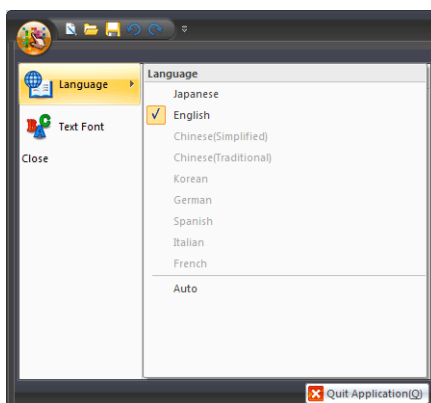 Language
Text Font
Close
Language
Japanese
English
Chinese(Simplified)
Chinese(Traditional)
Korean
German
Spanish
Italian
French
Auto
Quit Application(Q)